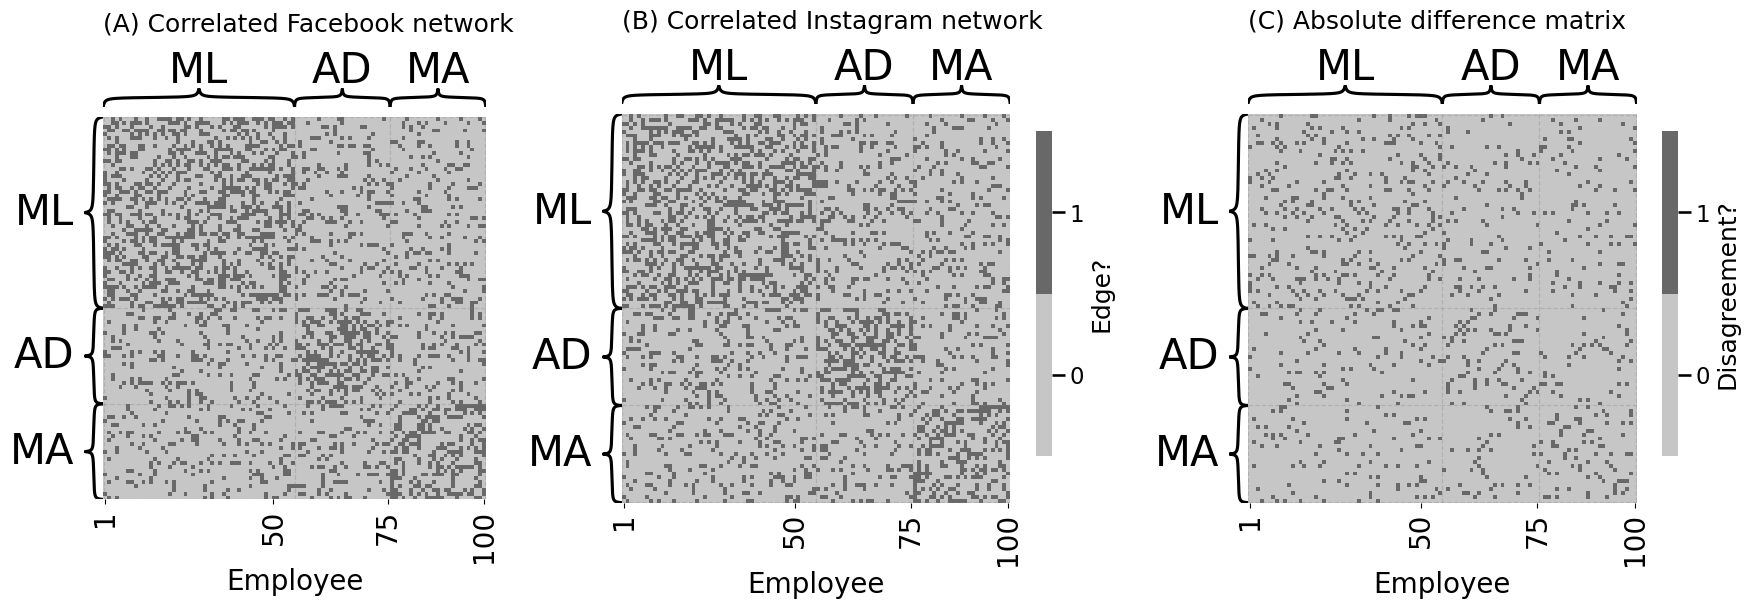 (A) Correlated Facebook network
ML AD MA
ML
AD
MA
1 50 75 100
Employee
(B) Correlated Instagram network
ML AD MA
ML
AD
MA
1 50 75 100
Employee
1
0
Edge?
(C) Absolute difference matrix
ML AD MA
ML
AD
MA
1 50 75 100
Employee
1
0
Disagreement?